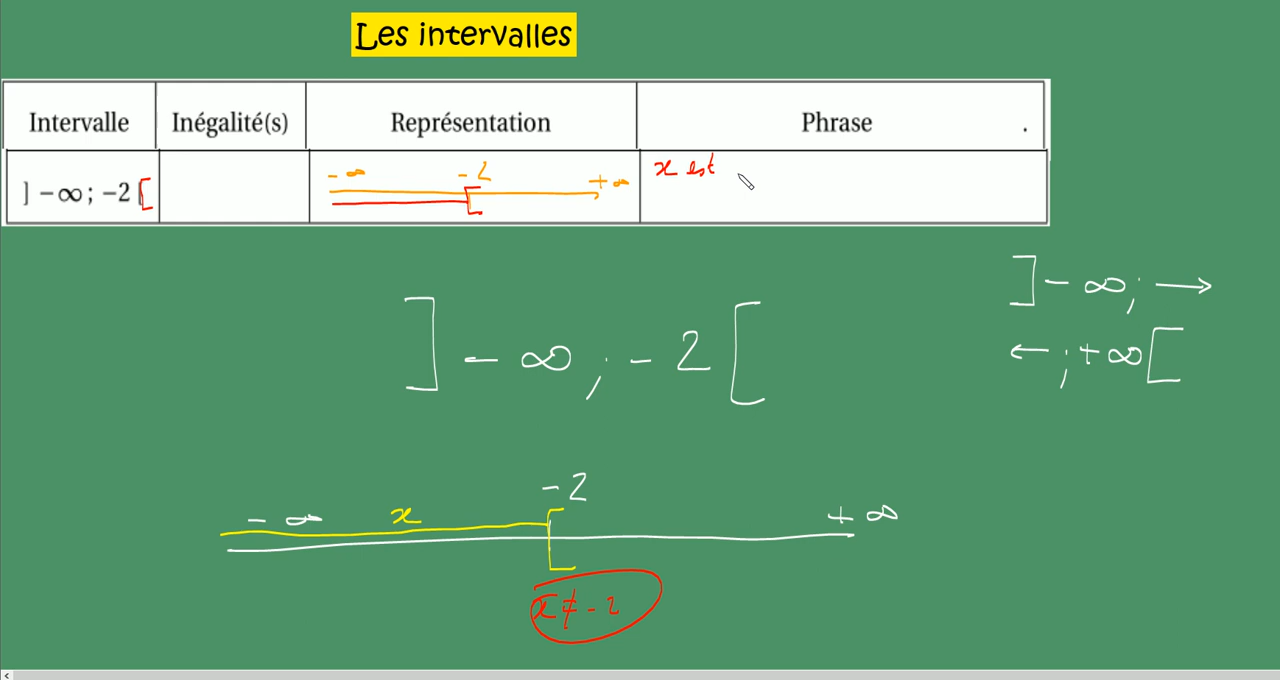 Les intervalles
Intervalle Inégalité(s) Représentation Phrase .
] −∞ ; −2 [ -∞ -2 +∞ x est
]-∞; →
]-∞;-2[
←;+∞[
-2
-∞ x +∞
x≠-2